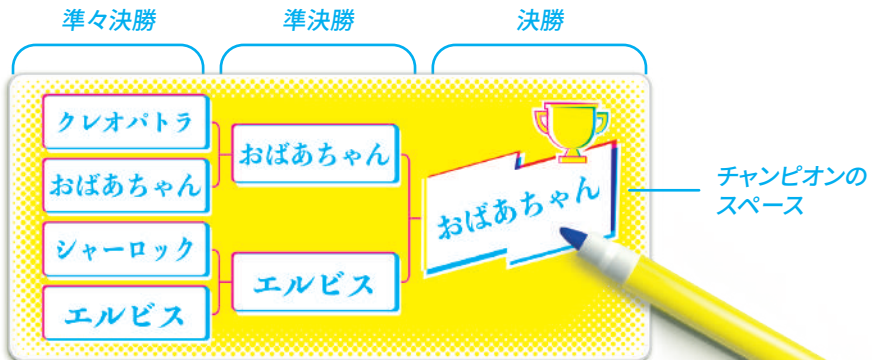 準々決勝
準決勝
決勝
クレオパトラ
おばあちゃん
シャーロック
エルビス
おばあちゃん
エルビス
おばあちゃん
チャンピオンの
スペース